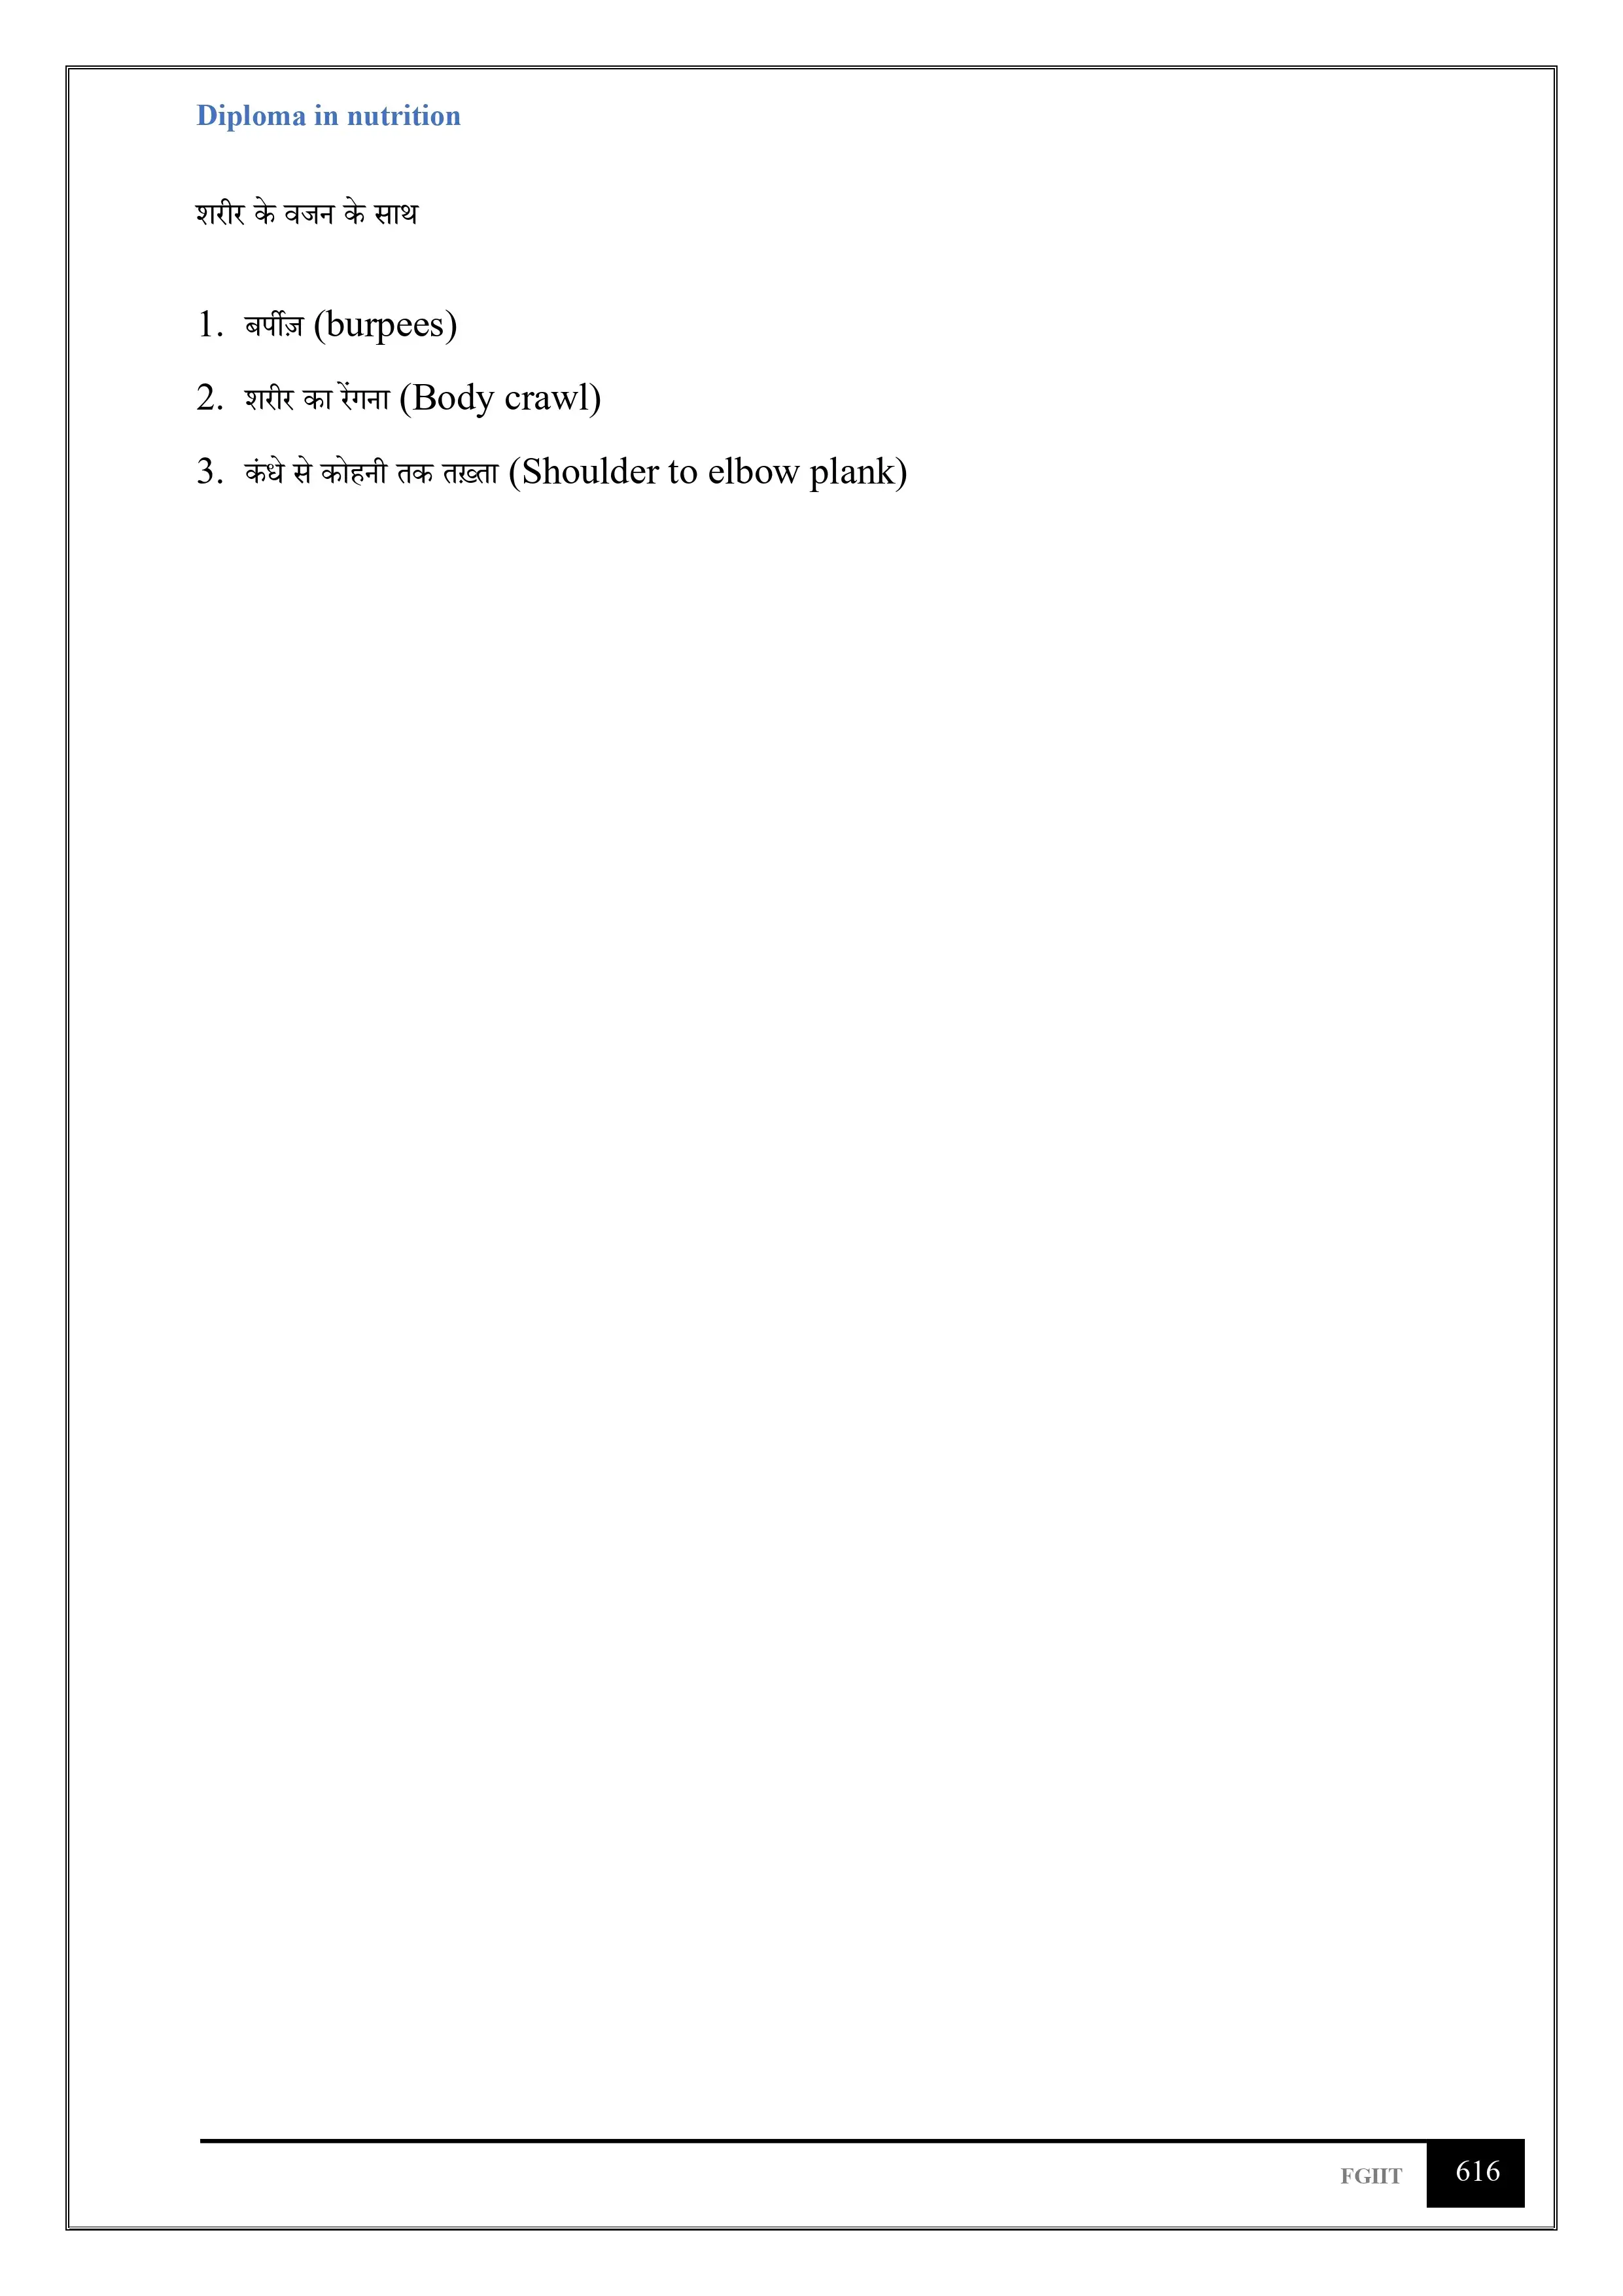 Diploma in nutrition
शरीर के वजन के साथ
1. बर्पीज़ (burpees)
2. शरीर का रेंगना (Body crawl)
3. कंधे से कोहनी तक तख़्ता (Shoulder to elbow plank)
FGIIT 616